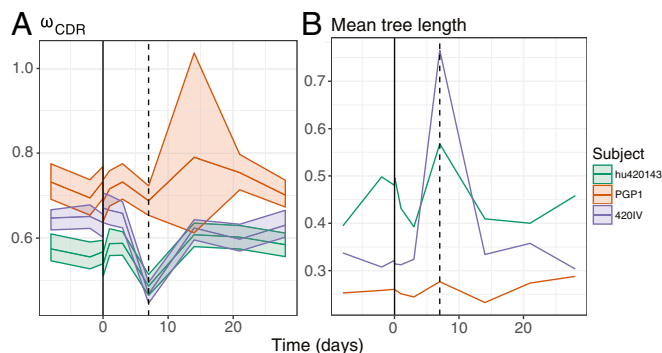 A ωCDR
B Mean tree length
1.0
0.8
0.6
0.7
0.6
0.5
0.4
0.3
0 10 20
0 10 20
Time (days)
Subject
hu420143
PGP1
420IV